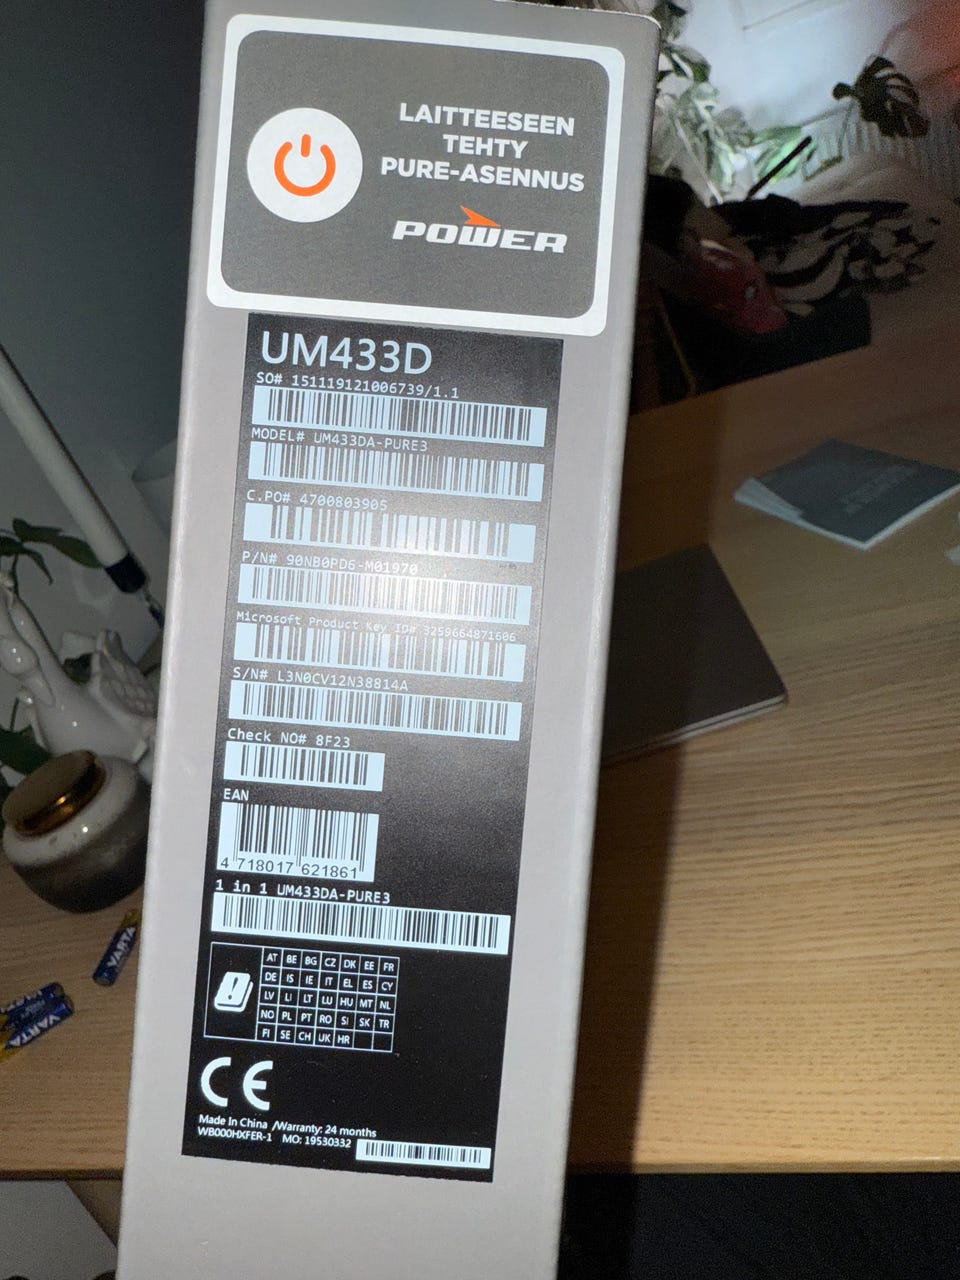 LAITTEESEEN
TEHTY
PURE-ASENNUS
POWER
UM433D
SO# 151119121006739/1.1
MODEL# UM433DA-PURE3
C.PO# 4700803905
P/N# 90NB0PD6-M01970
Microsoft Product Key ID# 3259664871606
S/N# L3N0CV12N38814A
Check NO# 8F23
EAN
4 718017 621861
1 in 1 UM433DA-PURE3
AT BE BG CZ DK EE FR
DE IS IE IT EL ES CY
LV LI LT LU HU MT NL
NO PL PT RO SI SK TR
FI SE CH UK HR
CE
Made In China /Warranty: 24 months
WB000HXFER-1 MO: 19530332
VARTA
VARTA